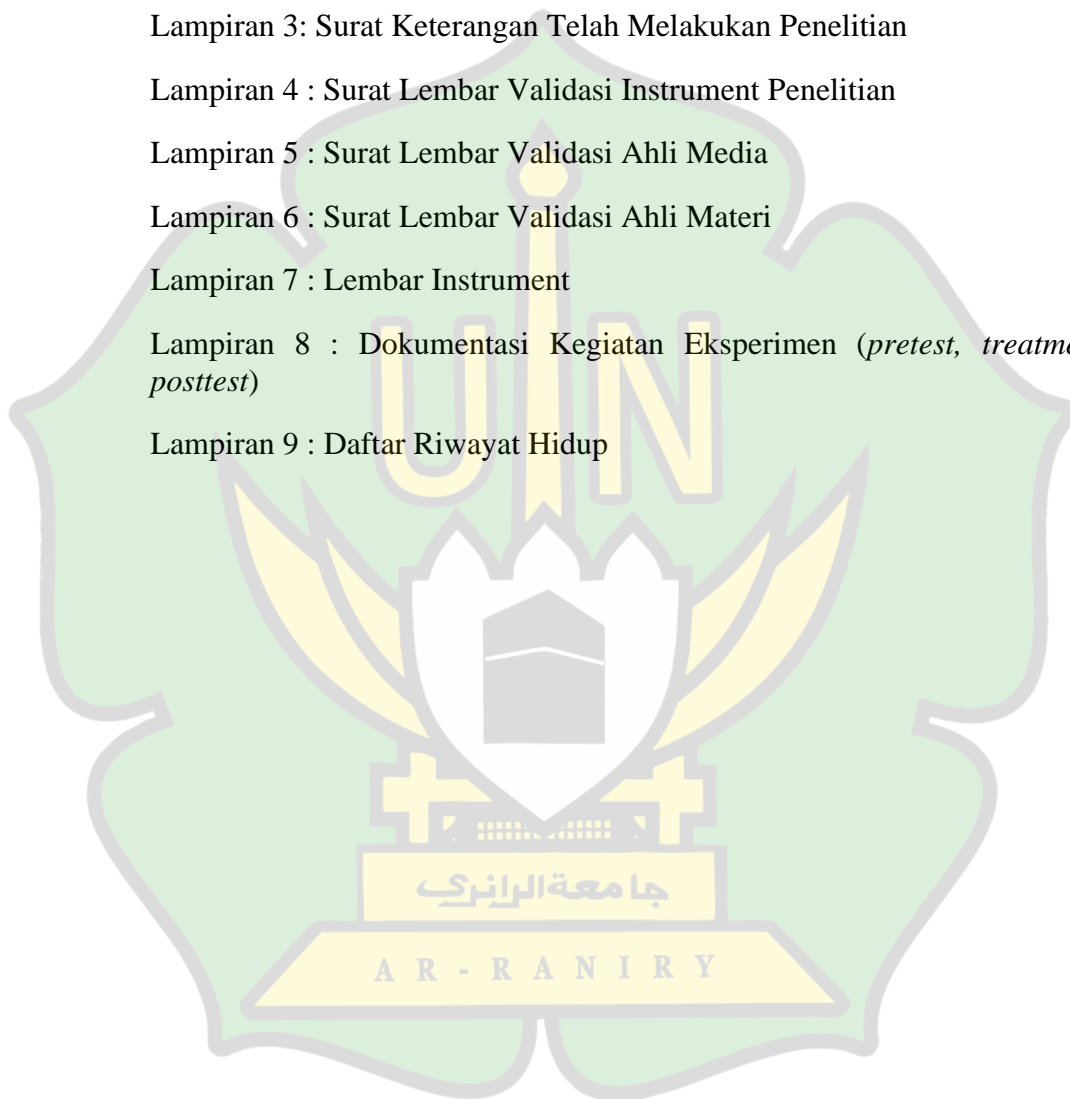 Lampiran 3: Surat Keterangan Telah Melakukan Penelitian
Lampiran 4 : Surat Lembar Validasi Instrument Penelitian
Lampiran 5 : Surat Lembar Validasi Ahli Media
Lampiran 6 : Surat Lembar Validasi Ahli Materi
Lampiran 7 : Lembar Instrument
Lampiran 8 : Dokumentasi Kegiatan Eksperimen (pretest, 
posttest)
Lampiran 9 : Daftar Riwayat Hidup
UIN
جامعة الرانري
AR-RANIRY